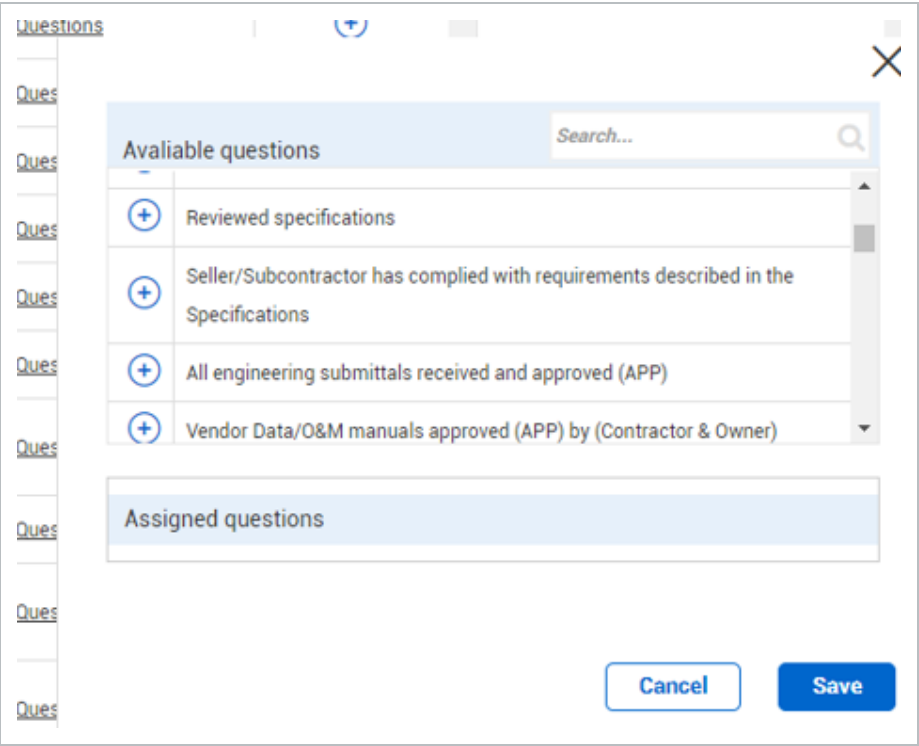 Questions
Ques
Avaliable questions
Search...
Ques
Ques
Reviewed specifications
Ques
Seller/Subcontractor has complied with requirements described in the
Specifications
Ques
All engineering submittals received and approved (APP)
Vendor Data/O&M manuals approved (APP) by (Contractor & Owner)
Ques
Assigned questions
Ques
Ques
Cancel
Save
Ques